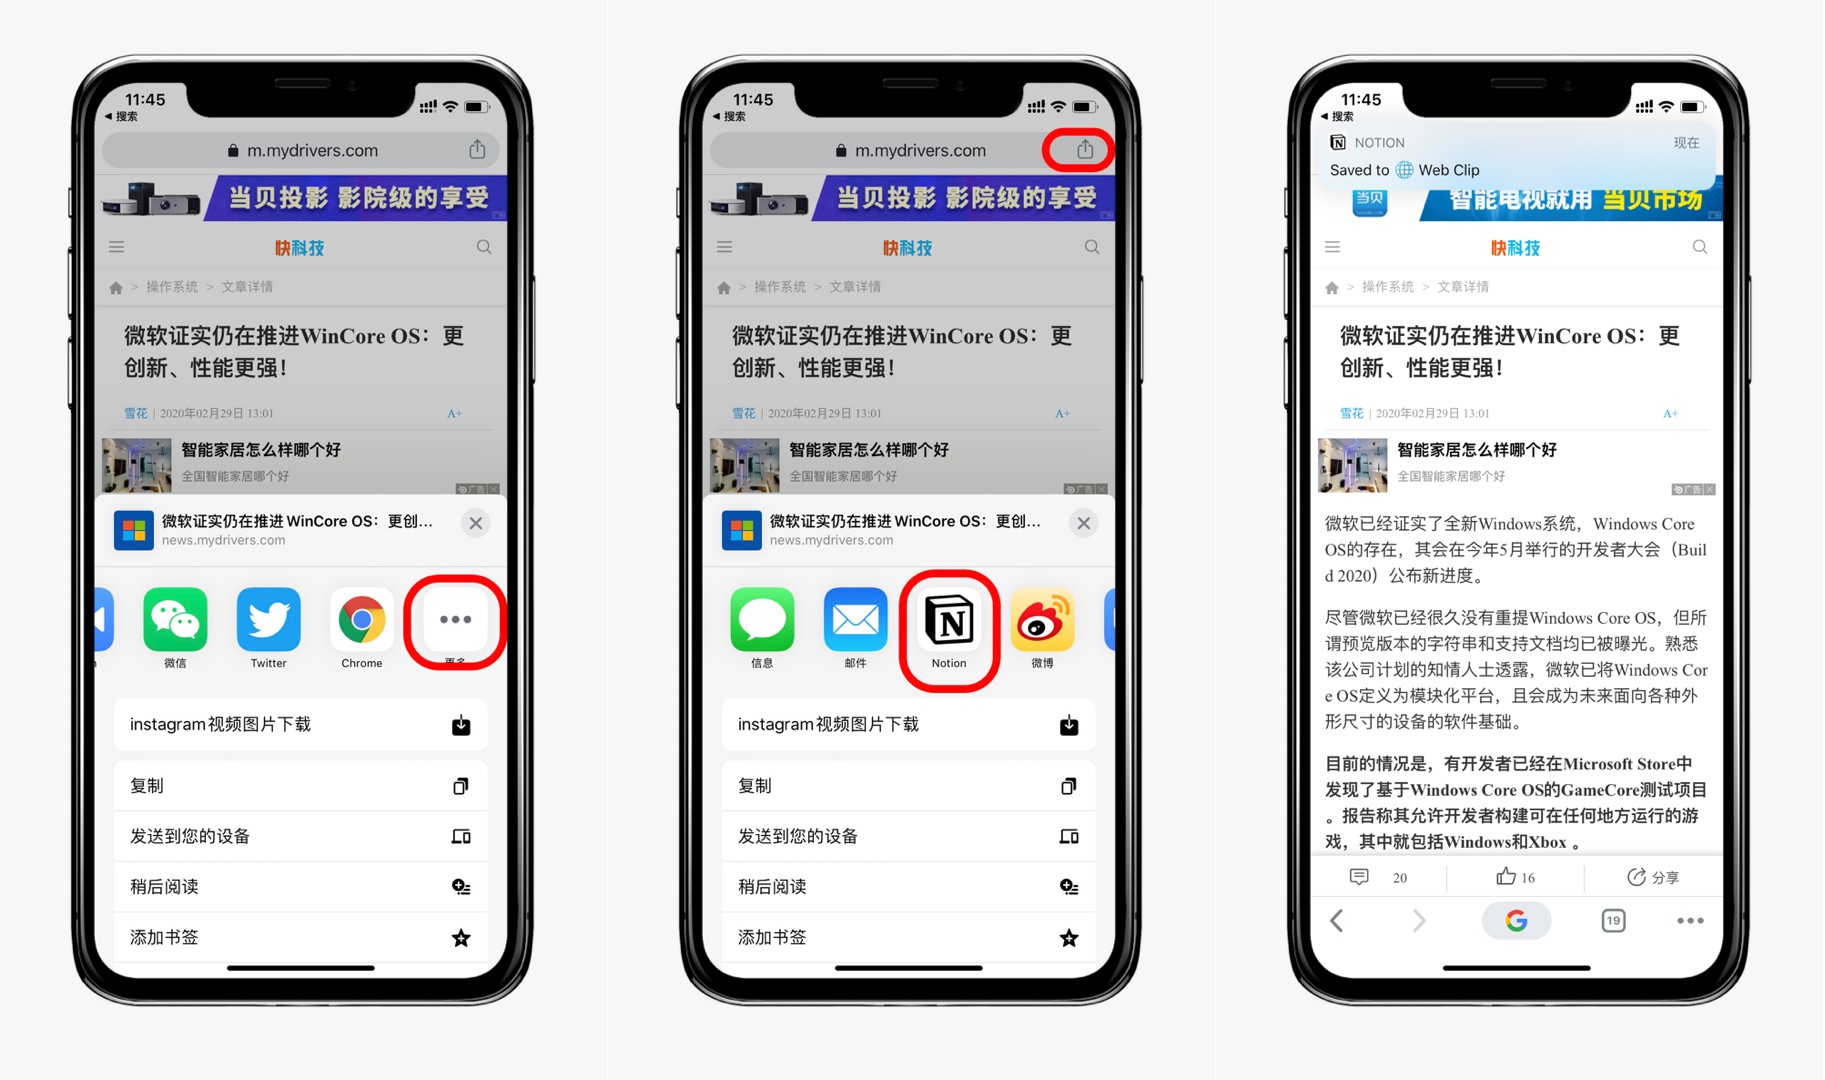 11:45
搜索
m.mydrivers.com
当贝投影 影院级的享受
快科技
> 操作系统 > 文章详情
微软证实仍在推进WinCore OS：更
创新、性能更强！
雪花 | 2020年02月29日 13:01
A+
智能家居怎么样哪个好
全国智能家居哪个好
广告
微软证实仍在推进 WinCore OS：更创...
news.mydrivers.com
微信
Twitter
Chrome
更多
instagram视频图片下载
复制
发送到您的设备
稍后阅读
添加书签
11:45
搜索
m.mydrivers.com
当贝投影 影院级的享受
快科技
> 操作系统 > 文章详情
微软证实仍在推进WinCore OS：更
创新、性能更强！
雪花 | 2020年02月29日 13:01
A+
智能家居怎么样哪个好
全国智能家居哪个好
广告
微软证实仍在推进 WinCore OS：更创...
news.mydrivers.com
信息
邮件
Notion
微博
instagram视频图片下载
复制
发送到您的设备
稍后阅读
添加书签
11:45
搜索
NOTION
现在
Saved to Web Clip
当贝
智能电视就用 当贝市场
快科技
> 操作系统 > 文章详情
微软证实仍在推进WinCore OS：更
创新、性能更强！
雪花 | 2020年02月29日 13:01
A+
智能家居怎么样哪个好
全国智能家居哪个好
广告
微软已经证实了全新Windows系统，Windows Core
OS的存在，其会在今年5月举行的开发者大会（Buil
d 2020）公布新进度。
尽管微软已经很久没有重提Windows Core OS，但所
谓预览版本的字符串和支持文档均已被曝光。熟悉
该公司计划的知情人士透露，微软已将Windows Cor
e OS定义为模块化平台，且会成为未来面向各种外
形尺寸的设备的软件基础。
目前的情况是，有开发者已经在Microsoft Store中
发现了基于Windows Core OS的GameCore测试项目
。报告称其允许开发者构建可在任何地方运行的游
戏，其中就包括Windows和Xbox 。
20
16
分享
19